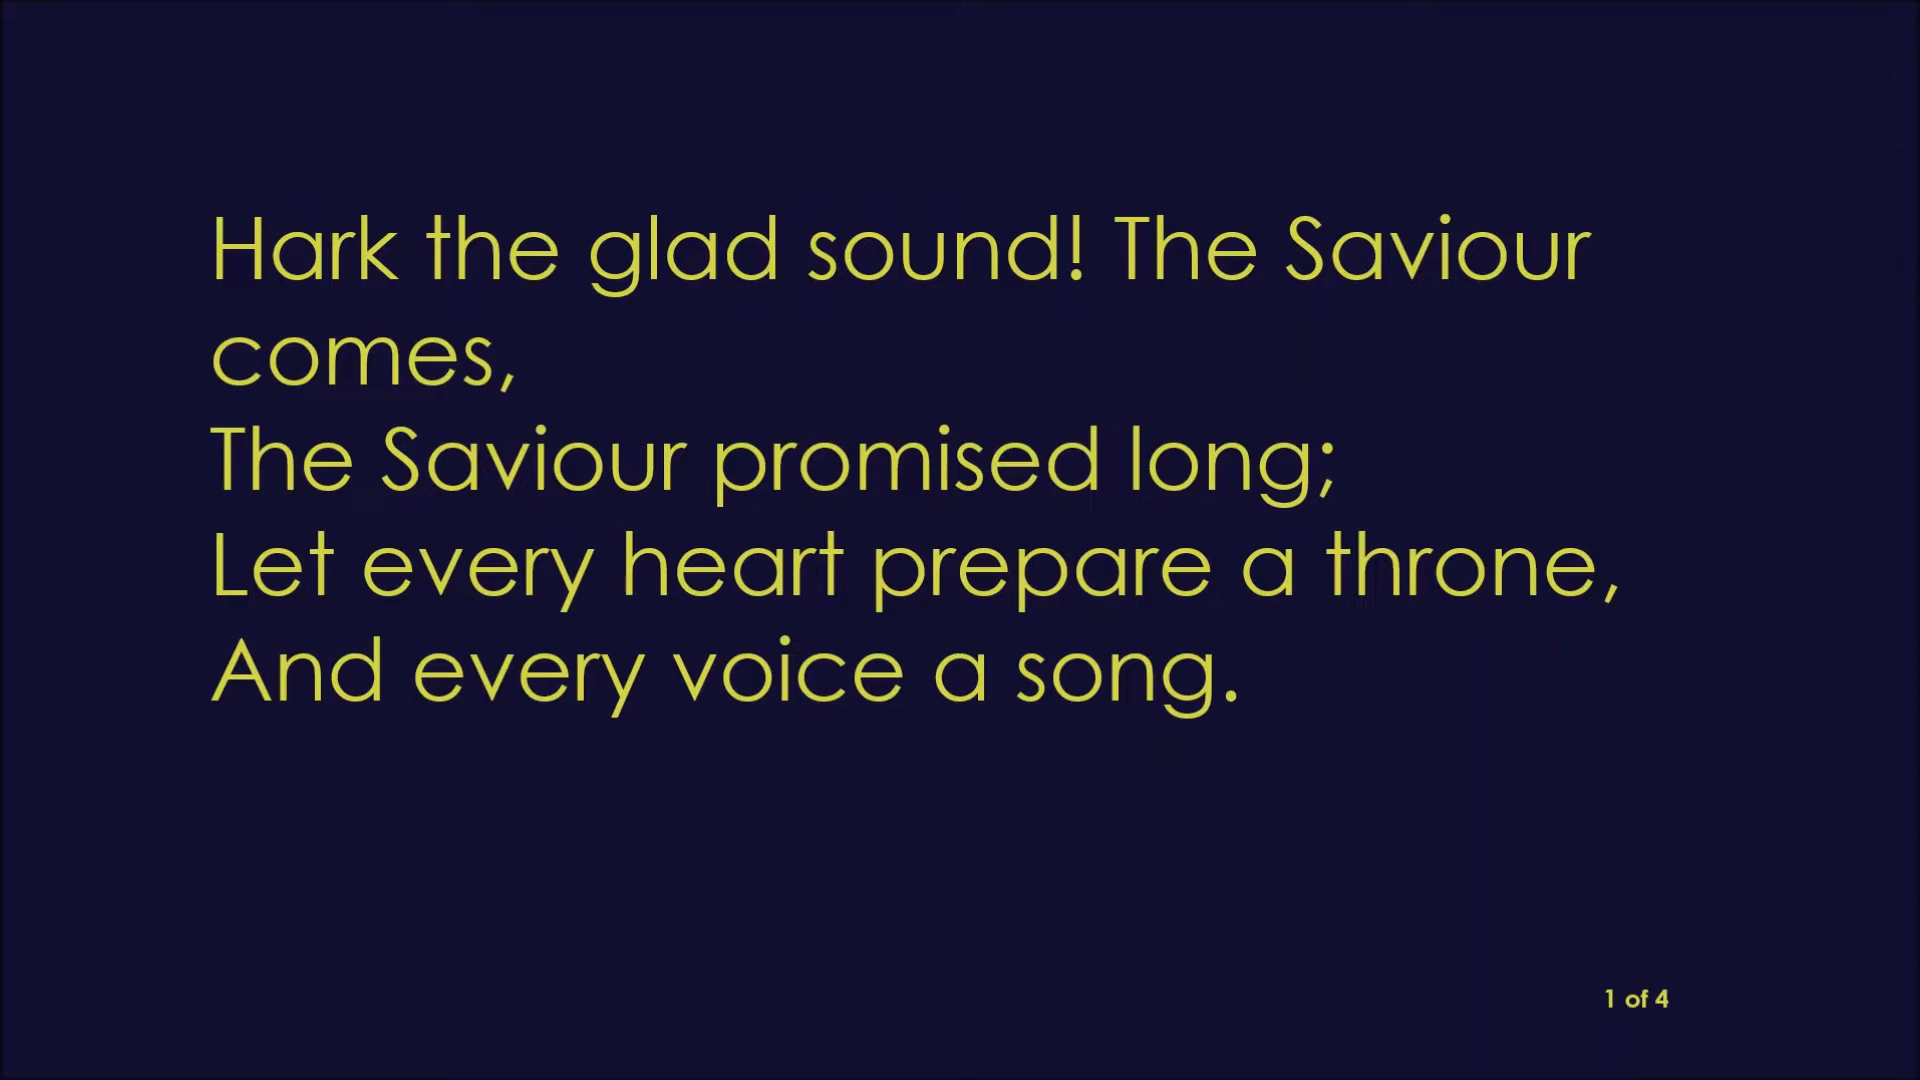 Hark the glad sound! The Saviour
comes,
The Saviour promised long;
Let every heart prepare a throne,
And every voice a song.
1 of 4